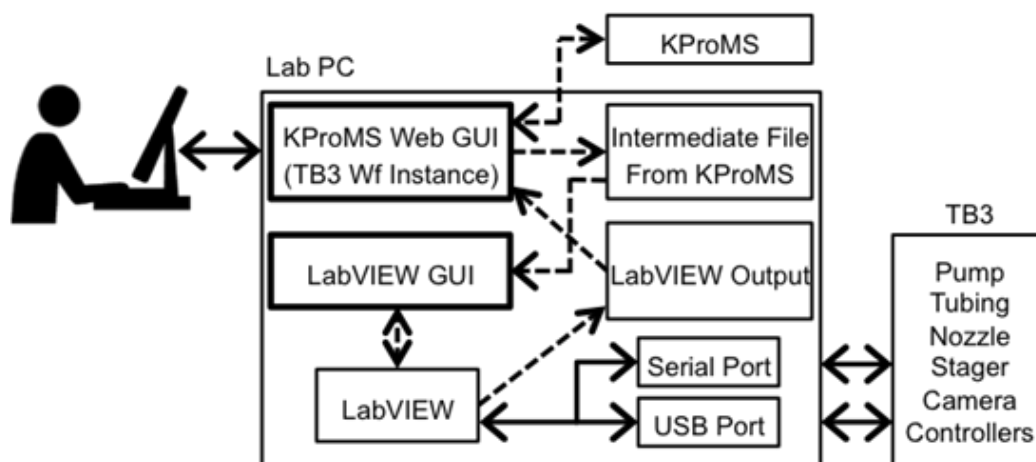 KProMS
Lab PC
KProMS Web GUI
(TB3 Wf Instance)
Intermediate File
From KProMS
LabVIEW GUI
LabVIEW Output
LabVIEW
Serial Port
USB Port
TB3
Pump
Tubing
Nozzle
Stager
Camera
Controllers